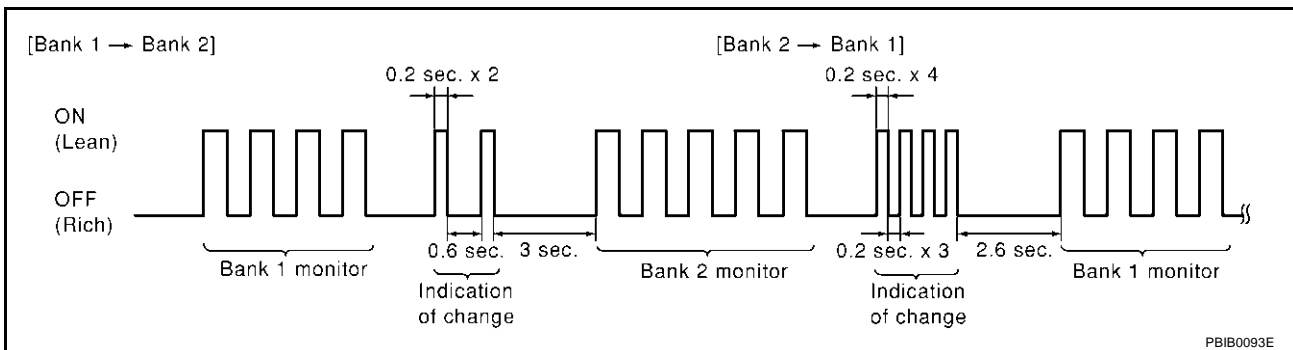 [Bank 1 → Bank 2]
[Bank 2 → Bank 1]
0.2 sec. x 2
0.2 sec. x 4
ON
(Lean)
OFF
(Rich)
0.6 sec.
3 sec.
0.2 sec. x 3
2.6 sec.
Bank 1 monitor
Bank 2 monitor
Bank 1 monitor
Indication
of change
Indication
of change
PBIB0093E